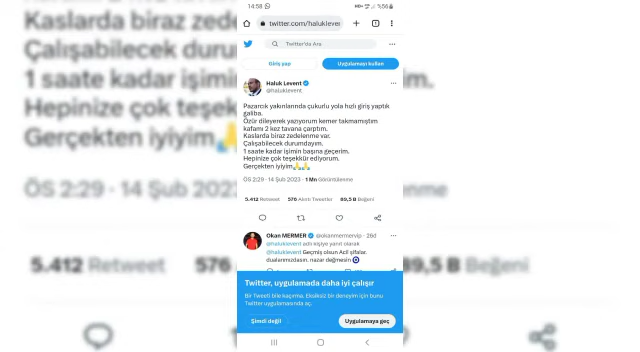 14:58
%56
twitter.com/halukleven
Twitter'da Ara
Giriş yap
Uygulamayı kullan
Haluk Levent
@haluklevent
Pazarcık yakınlarında çukurlu yola hızlı giriş yaptık
galiba.
Özür dileyerek yazıyorum kemer takmamıştım
kafamı 2 kez tavana çarptım.
Kaslarda biraz zedelenme var.
Çalışabilecek durumdayım.
1 saate kadar işimin başına geçerim.
Hepinize çok teşekkür ediyorum.
Gerçekten iyiyim🙏🙏
ÖS 2:29 · 14 Şub 2023 · 1 Mn Görüntülenme
5.412 Retweet 576 Alıntı Tweetler 89,5 B Beğeni
Okan MERMER @okanmermervip · 26d
@haluklevent adlı kişiye yanıt olarak
@haluklevent Geçmiş olsun Acil şifalar.
dualarımızdasın. nazar değmesin🧿
Twitter, uygulamada daha iyi çalışır
Bir Tweeti bile kaçırma. Eksiksiz bir deneyim için bunu
Twitter uygulamasında aç.
Şimdi değil
Uygulamaya geç
Kaslarda biraz zedele
Çalışabilecek durum
1 saate kadar işimin
m.
Hepinize çok teşek
Gerçekten iyiyim🙏
ÖS 2:29 · 14 Şub 2023
nme
5.412 Retweet 576
89,5 B Beğeni